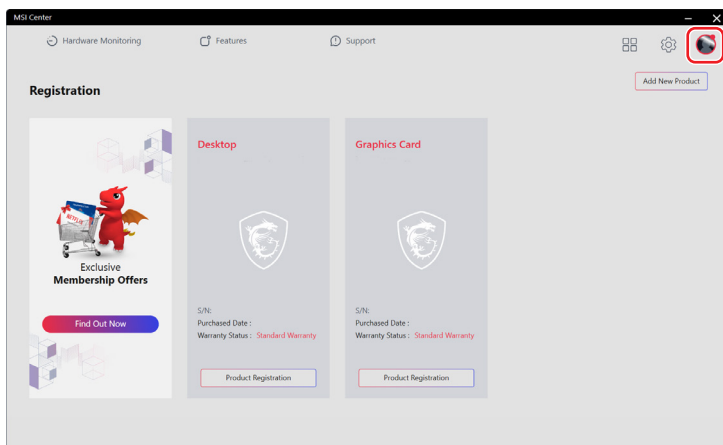 MSI Center
Hardware Monitoring
Features
Support
Add New Product
Registration
Exclusive
Membership Offers
Find Out Now
Desktop
S/N:
Purchased Date :
Warranty Status : Standard Warranty
Product Registration
Graphics Card
S/N:
Purchased Date :
Warranty Status : Standard Warranty
Product Registration
NETFLIX